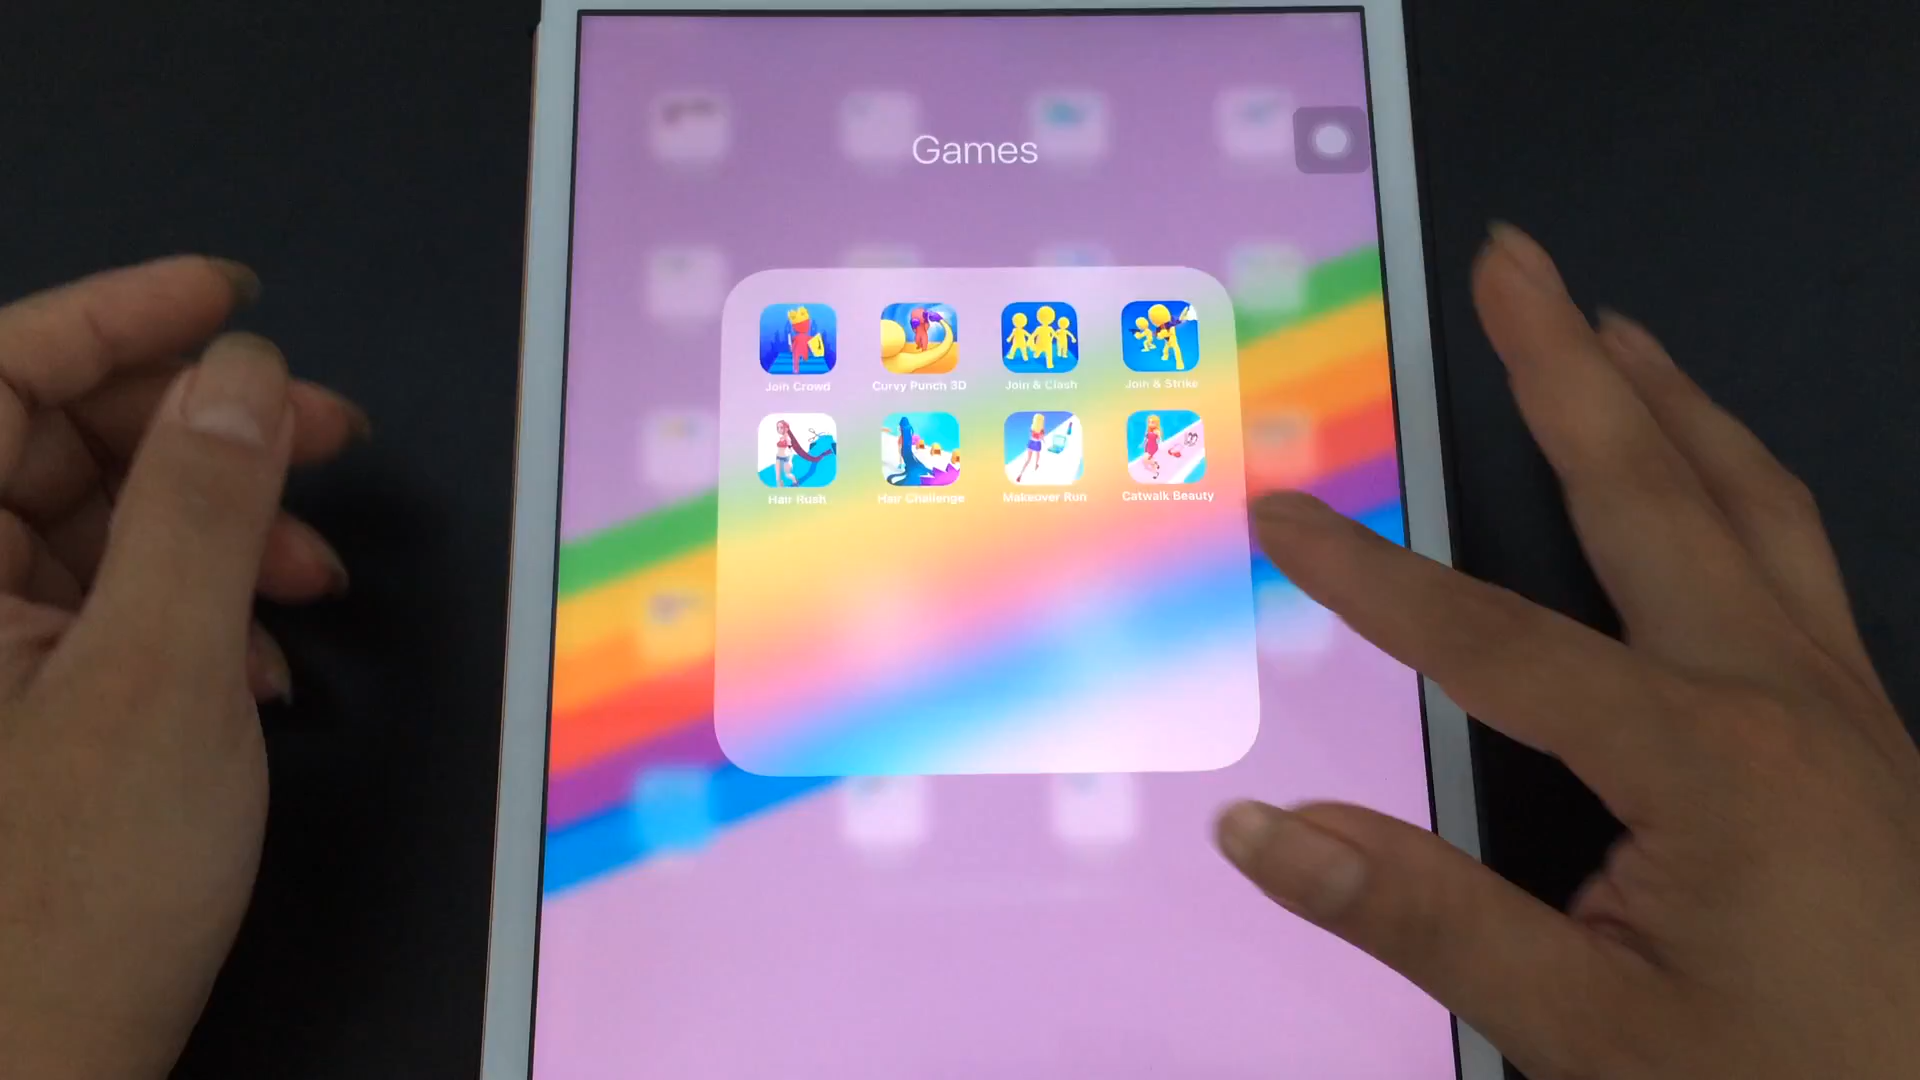 Games
Join Crowd
Curvy Punch 3D
Join & Clash
Join & Strike
Hair Rush
Hair Challenge
Makeover Run
Catwalk Beauty